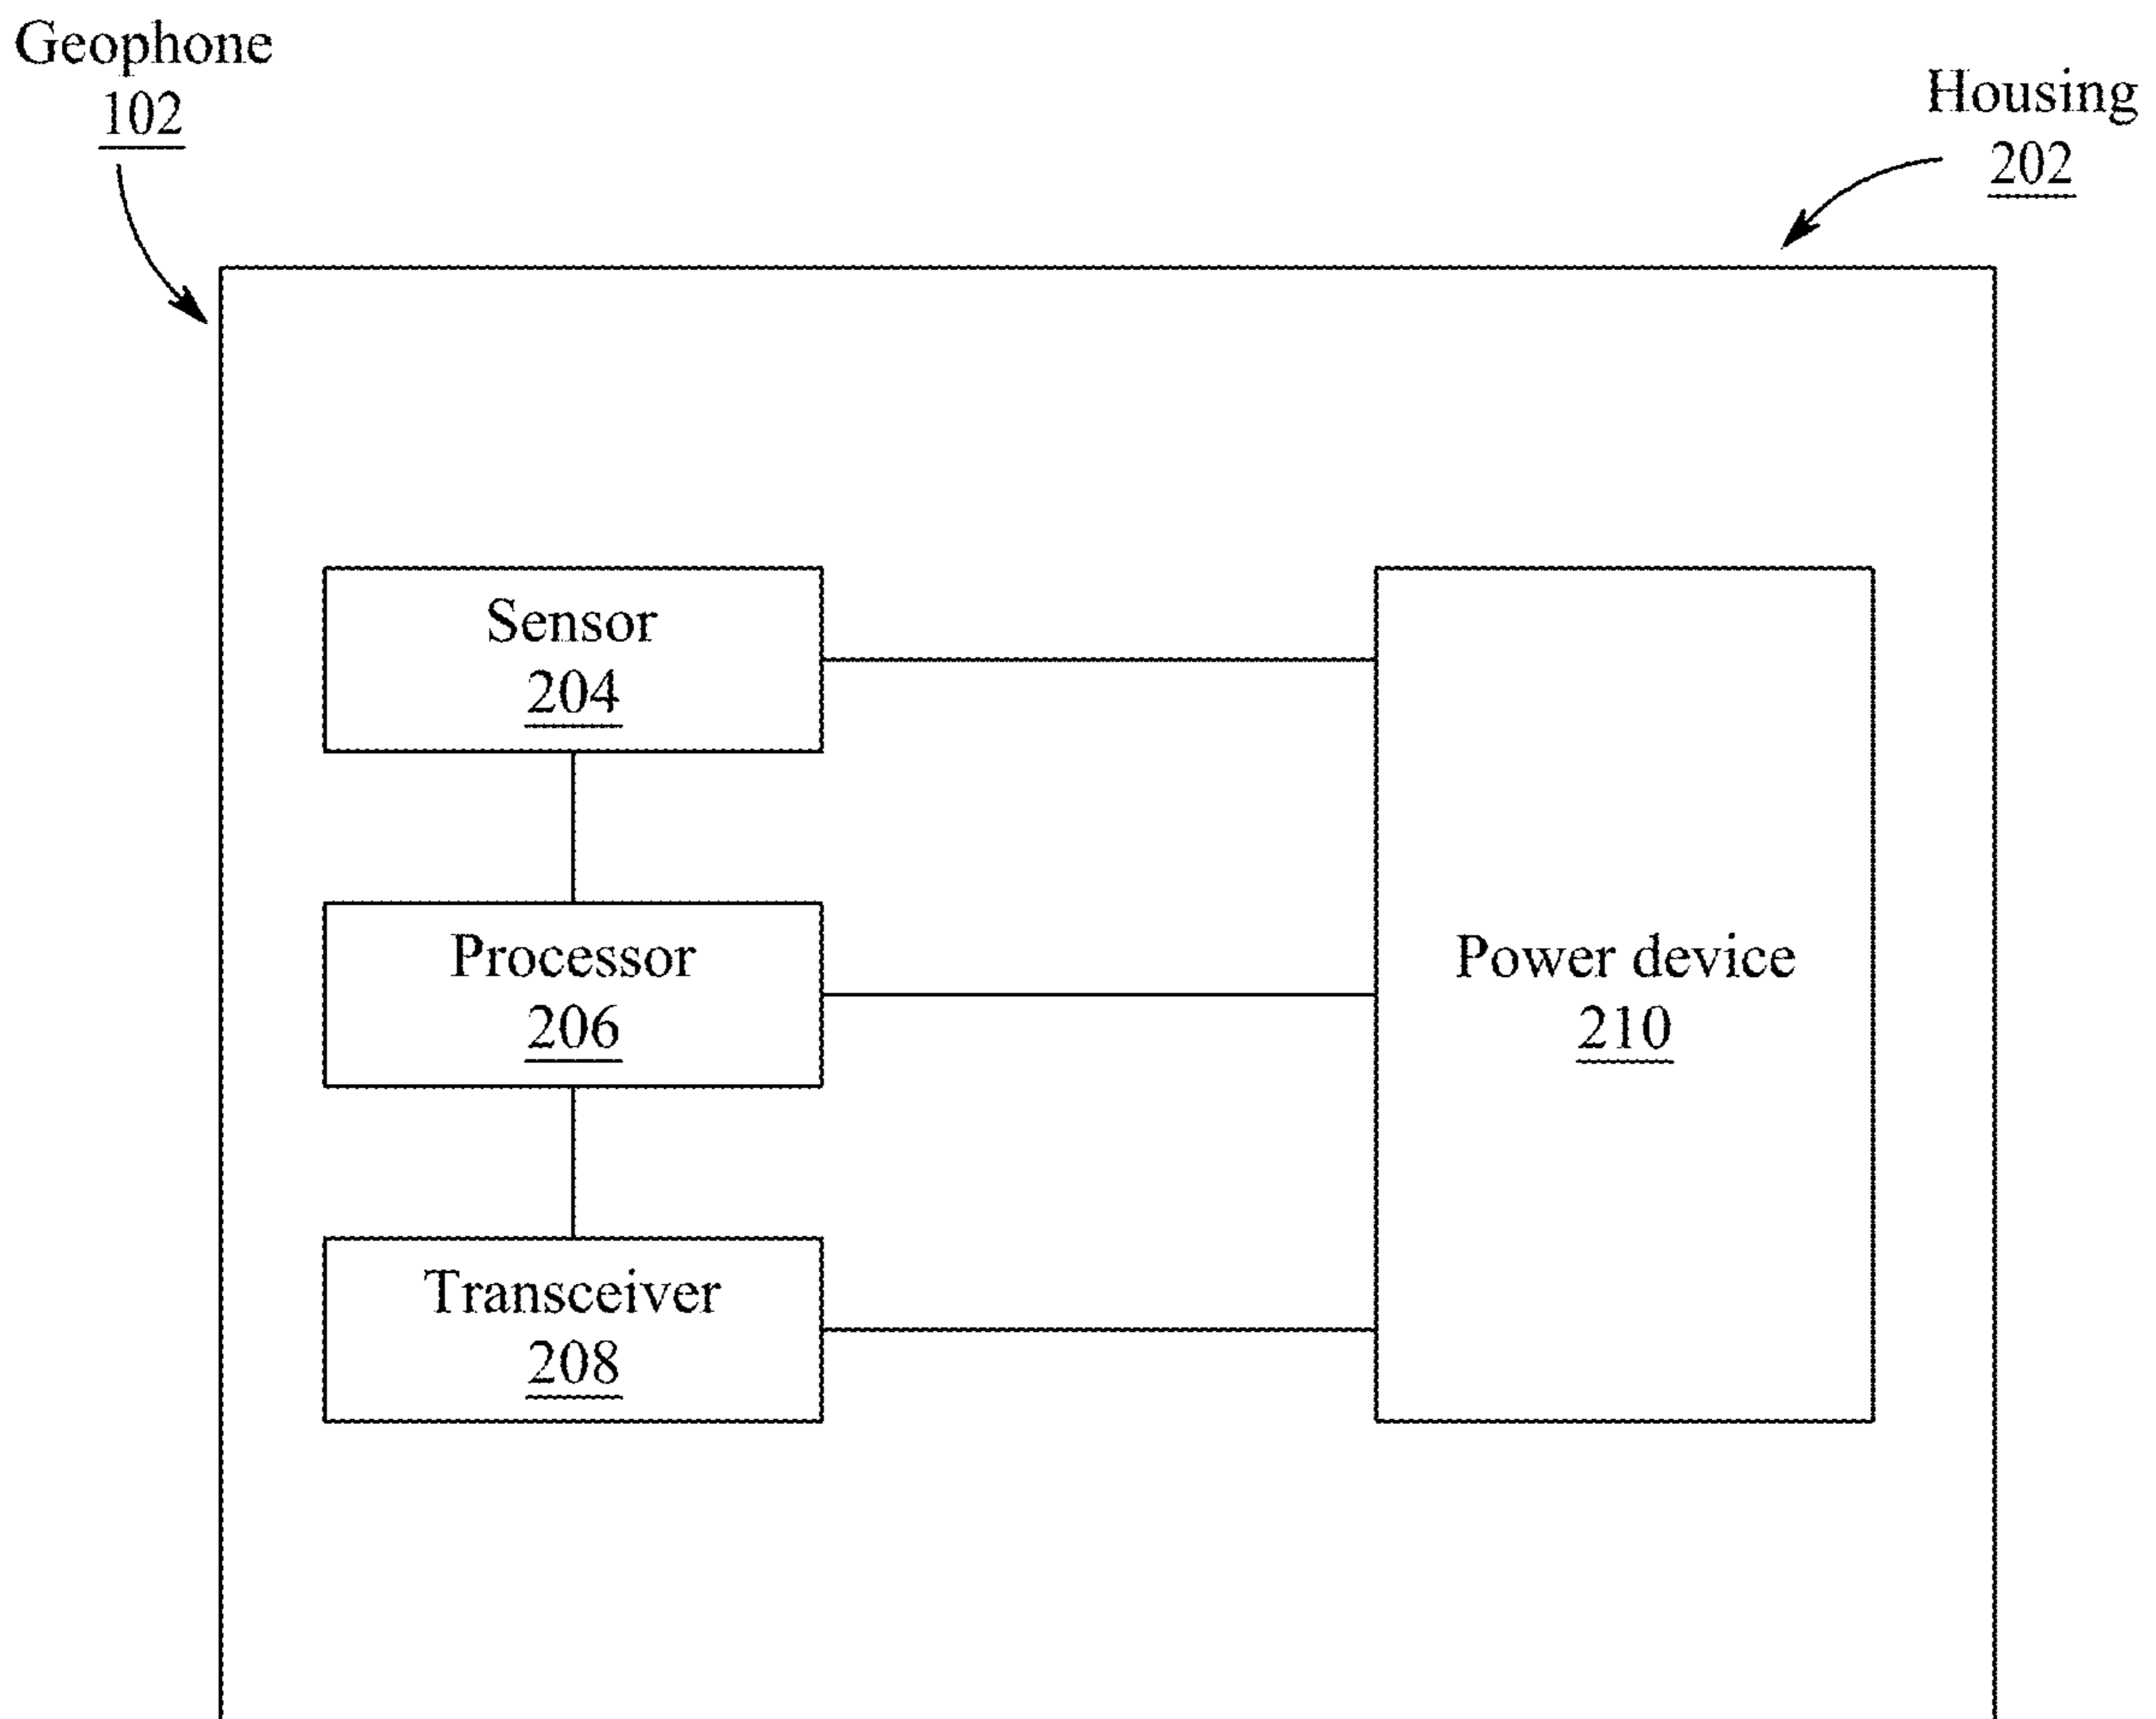 Geophone
102
Housing
202
Sensor
204
Processor
206
Power device
210
Transceiver
208